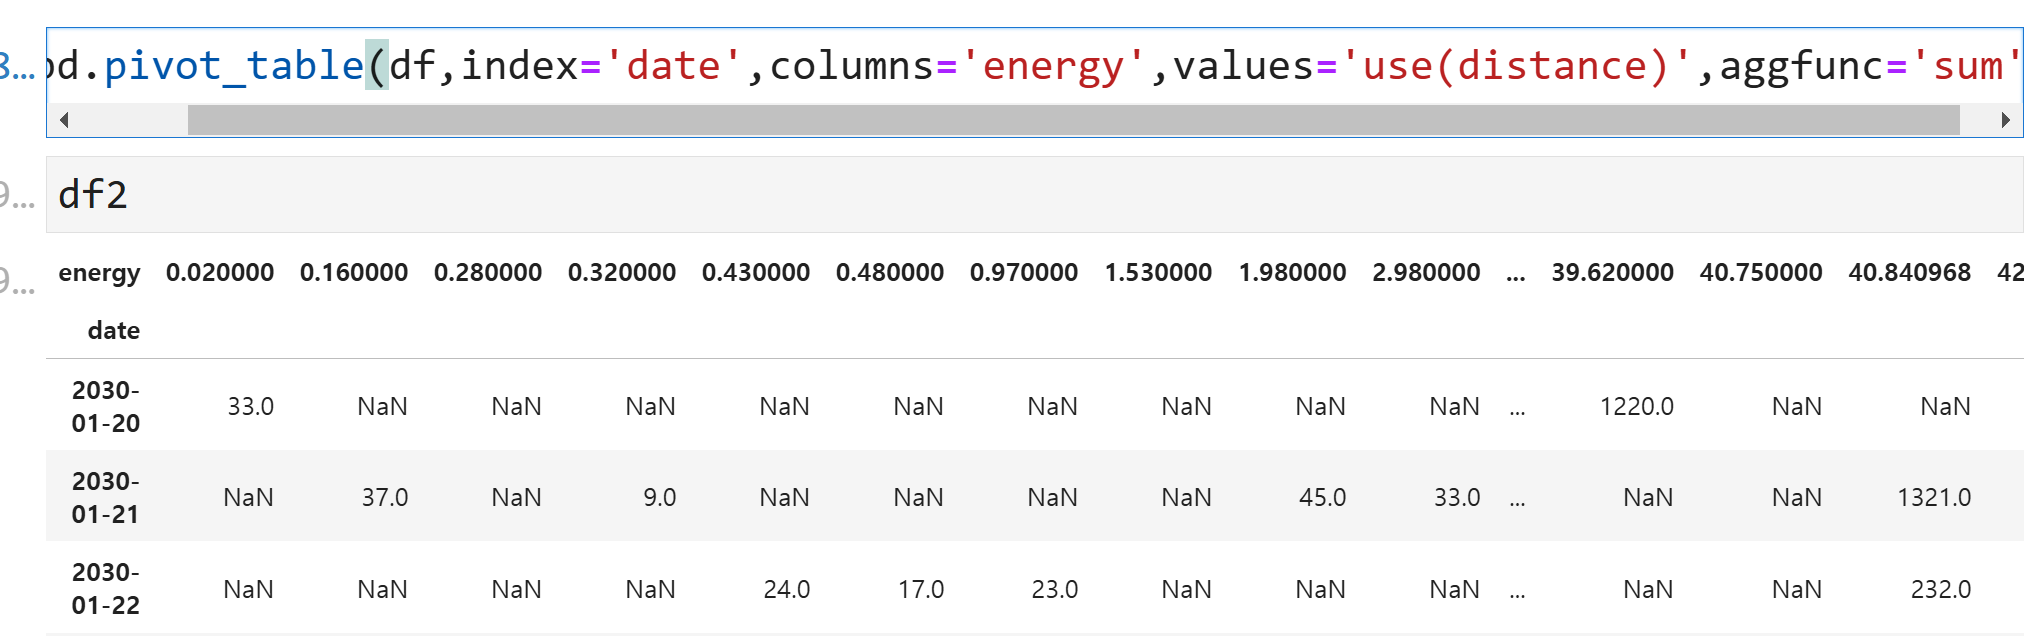 8... pd.pivot_table(df,index='date',columns='energy',values='use(distance)',aggfunc='sum'
9... df2
9... energy 0.020000 0.160000 0.280000 0.320000 0.430000 0.480000 0.970000 1.530000 1.980000 2.980000 ... 39.620000 40.750000 40.840968 42
date
2030-
01-20 33.0 NaN NaN NaN NaN NaN NaN NaN NaN NaN ... 1220.0 NaN NaN
2030-
01-21 NaN 37.0 NaN 9.0 NaN NaN NaN NaN 45.0 33.0 ... NaN NaN 1321.0
2030-
01-22 NaN NaN NaN NaN 24.0 17.0 23.0 NaN NaN NaN ... NaN NaN 232.0